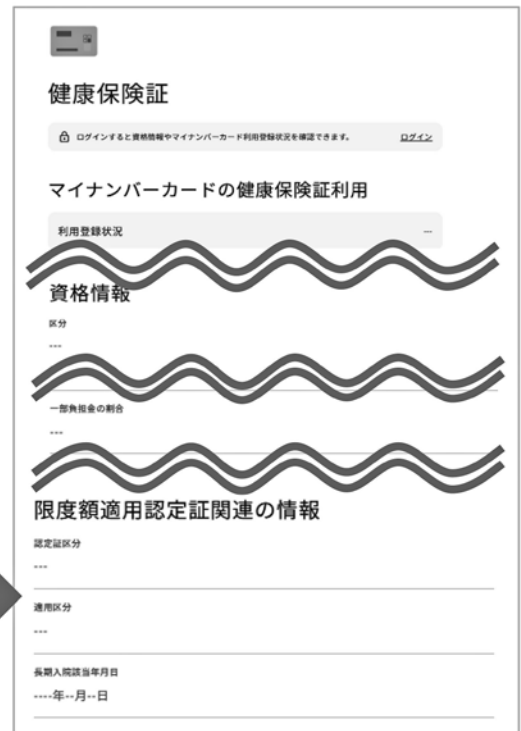 健康保険証
ログインすると資格情報やマイナンバーカード利用登録状況を確認できます。 ログイン
マイナンバーカードの健康保険証利用
利用登録状況 ---
資格情報
区分
---
一部負担金の割合
---
限度額適用認定証関連の情報
認定証区分
---
適用区分
---
長期入院該当年月日
----年--月--日